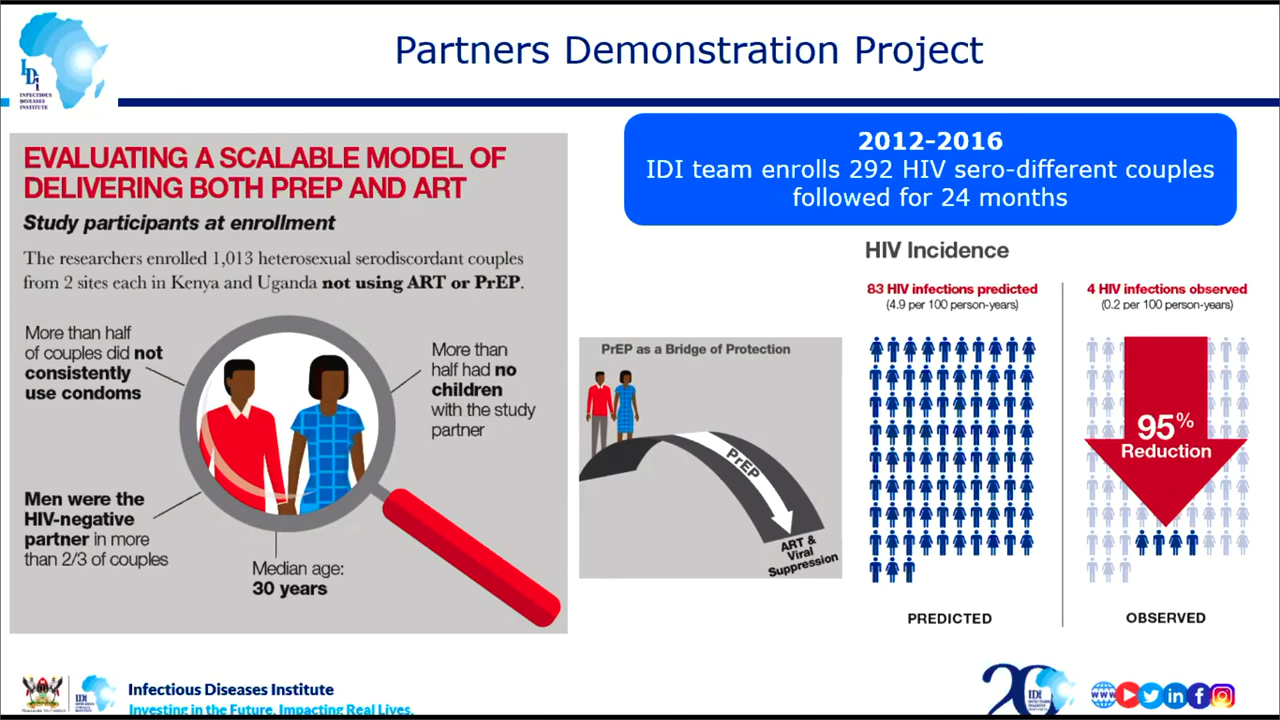 Partners Demonstration Project
IDi
INFECTIOUS
DISEASES
INSTITUTE
EVALUATING A SCALABLE MODEL OF
DELIVERING BOTH PREP AND ART
Study participants at enrollment
The researchers enrolled 1,013 heterosexual serodiscordant couples
from 2 sites each in Kenya and Uganda not using ART or PrEP.
More than half
of couples did not
consistently
use condoms
More than
half had no
children
with the study
partner
Men were the
HIV-negative
partner in more
than 2/3 of couples
Median age:
30 years
2012-2016
IDI team enrolls 292 HIV sero-different couples
followed for 24 months
PrEP as a Bridge of Protection
PrEP
ART &
Viral
Suppression
HIV Incidence
83 HIV infections predicted
(4.9 per 100 person-years)
4 HIV infections observed
(0.2 per 100 person-years)
95%
Reduction
PREDICTED
OBSERVED
IDi
Infectious Diseases Institute
Investing in the Future. Impacting Real Lives.
20
IDi